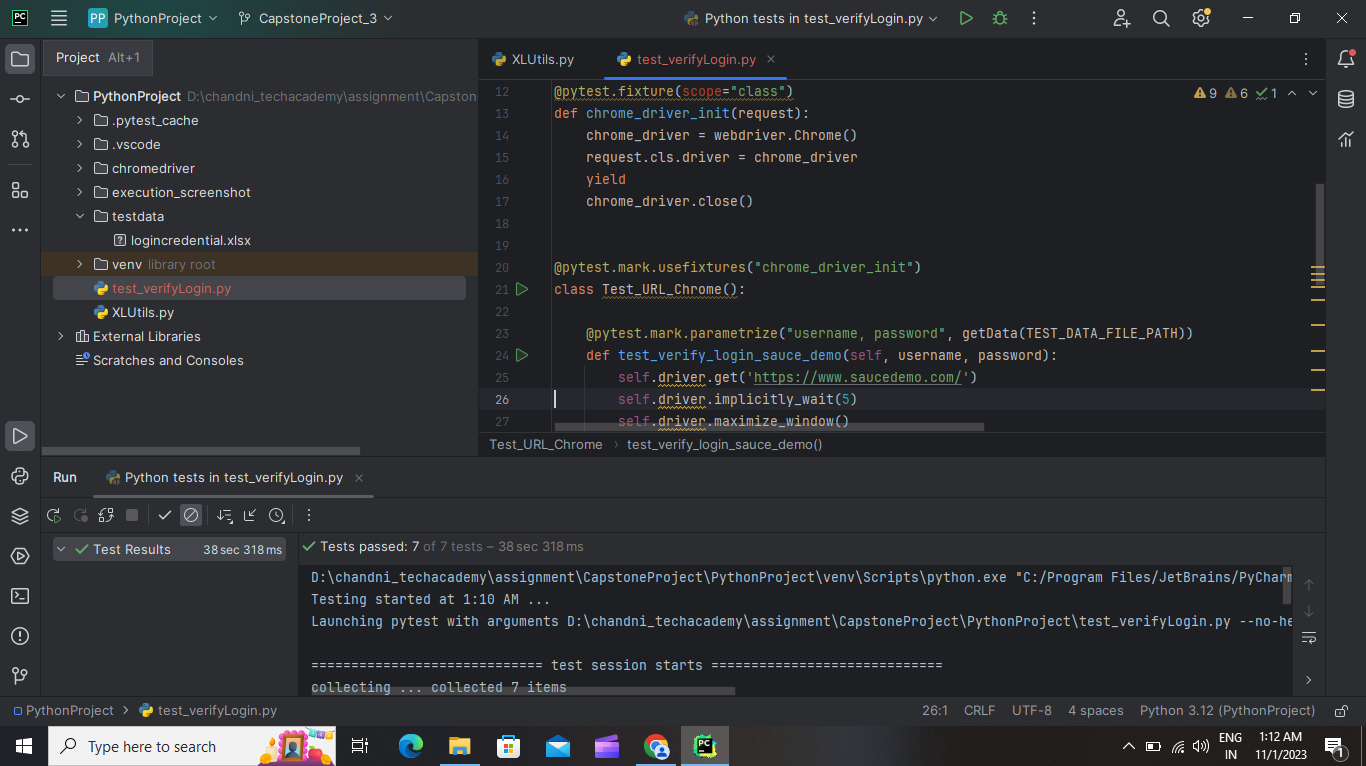 PC
PP PythonProject CapstoneProject_3 Python tests in test_verifyLogin.py
Project Alt+1
XLUtils.py test_verifyLogin.py
PythonProject D:\chandni_techacademy\assignment\Capston
.pytest_cache
.vscode
chromedriver
execution_screenshot
testdata
logincredential.xlsx
venv library root
test_verifyLogin.py
XLUtils.py
External Libraries
Scratches and Consoles
9 6 1
12 @pytest.fixture(scope="class")
13 def chrome_driver_init(request):
14 chrome_driver = webdriver.Chrome()
15 request.cls.driver = chrome_driver
16 yield
17 chrome_driver.close()
18
19
20 @pytest.mark.usefixtures("chrome_driver_init")
21 class Test_URL_Chrome():
22
23 @pytest.mark.parametrize("username, password", getData(TEST_DATA_FILE_PATH))
24 def test_verify_login_sauce_demo(self, username, password):
25 self.driver.get('https://www.saucedemo.com/')
26 self.driver.implicitly_wait(5)
27 self.driver.maximize_window()
Test_URL_Chrome › test_verify_login_sauce_demo()
Run Python tests in test_verifyLogin.py
Test Results 38 sec 318 ms
Tests passed: 7 of 7 tests – 38 sec 318 ms
D:\chandni_techacademy\assignment\CapstoneProject\PythonProject\venv\Scripts\python.exe "C:/Program Files/JetBrains/PyCharm
Testing started at 1:10 AM ...
Launching pytest with arguments D:\chandni_techacademy\assignment\CapstoneProject\PythonProject\test_verifyLogin.py --no-he
============================= test session starts =============================
collecting ... collected 7 items
PythonProject › test_verifyLogin.py
26:1 CRLF UTF-8 4 spaces Python 3.12 (PythonProject)
Type here to search
PC
ENG
IN
1:12 AM
11/1/2023
1